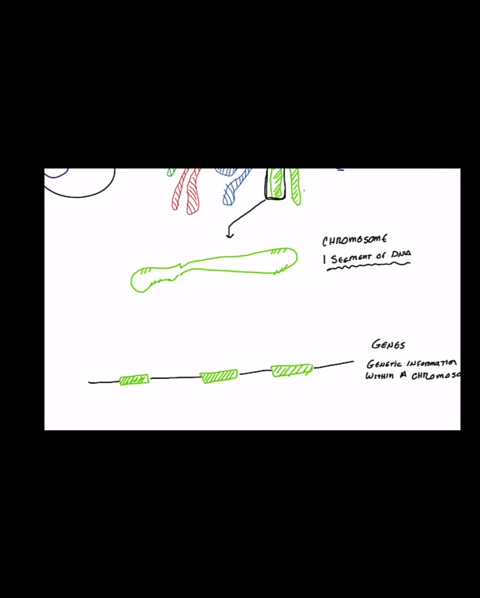 CHROMOSOME
1 SEGMENT OF DNA
GENES
GENETIC INFORMATION
WITHIN A CHROMOSO